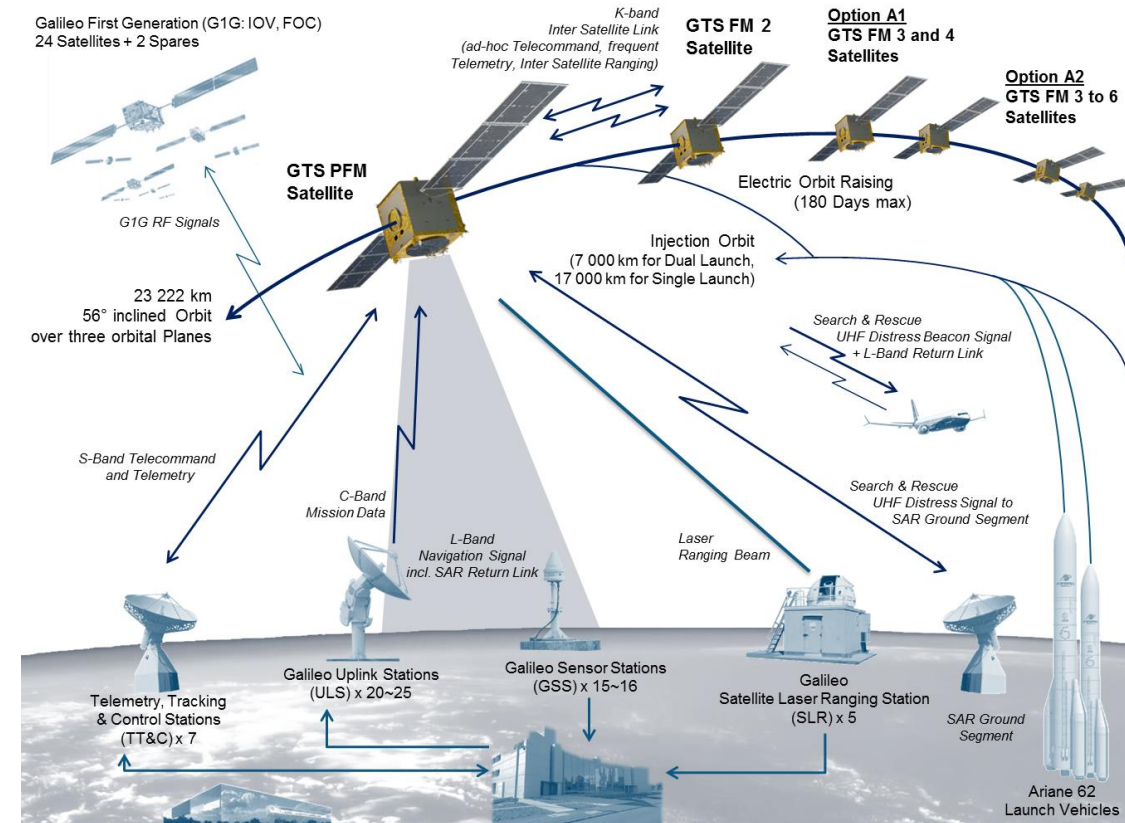 Galileo First Generation (G1G: IOV, FOC)
24 Satellites + 2 Spares
K-band
Inter Satellite Link
(ad-hoc Telecommand, frequent
Telemetry, Inter Satellite Ranging)
GTS FM 2
Satellite
Option A1
GTS FM 3 and 4
Satellites
Option A2
GTS FM 3 to 6
Satellites
GTS PFM
Satellite
G1G RF Signals
Electric Orbit Raising
(180 Days max)
Injection Orbit
(7 000 km for Dual Launch,
17 000 km for Single Launch)
23 222 km
56° inclined Orbit
over three orbital Planes
Search & Rescue
UHF Distress Beacon Signal
+ L-Band Return Link
S-Band Telecommand
and Telemetry
C-Band
Mission Data
L-Band
Navigation Signal
incl. SAR Return Link
Laser
Ranging Beam
Search & Rescue
UHF Distress Signal to
SAR Ground Segment
Telemetry, Tracking
& Control Stations
(TT&C) x 7
Galileo Uplink Stations
(ULS) x 20~25
Galileo Sensor Stations
(GSS) x 15~16
Galileo
Satellite Laser Ranging Station
(SLR) x 5
SAR Ground
Segment
Ariane 62
Launch Vehicles